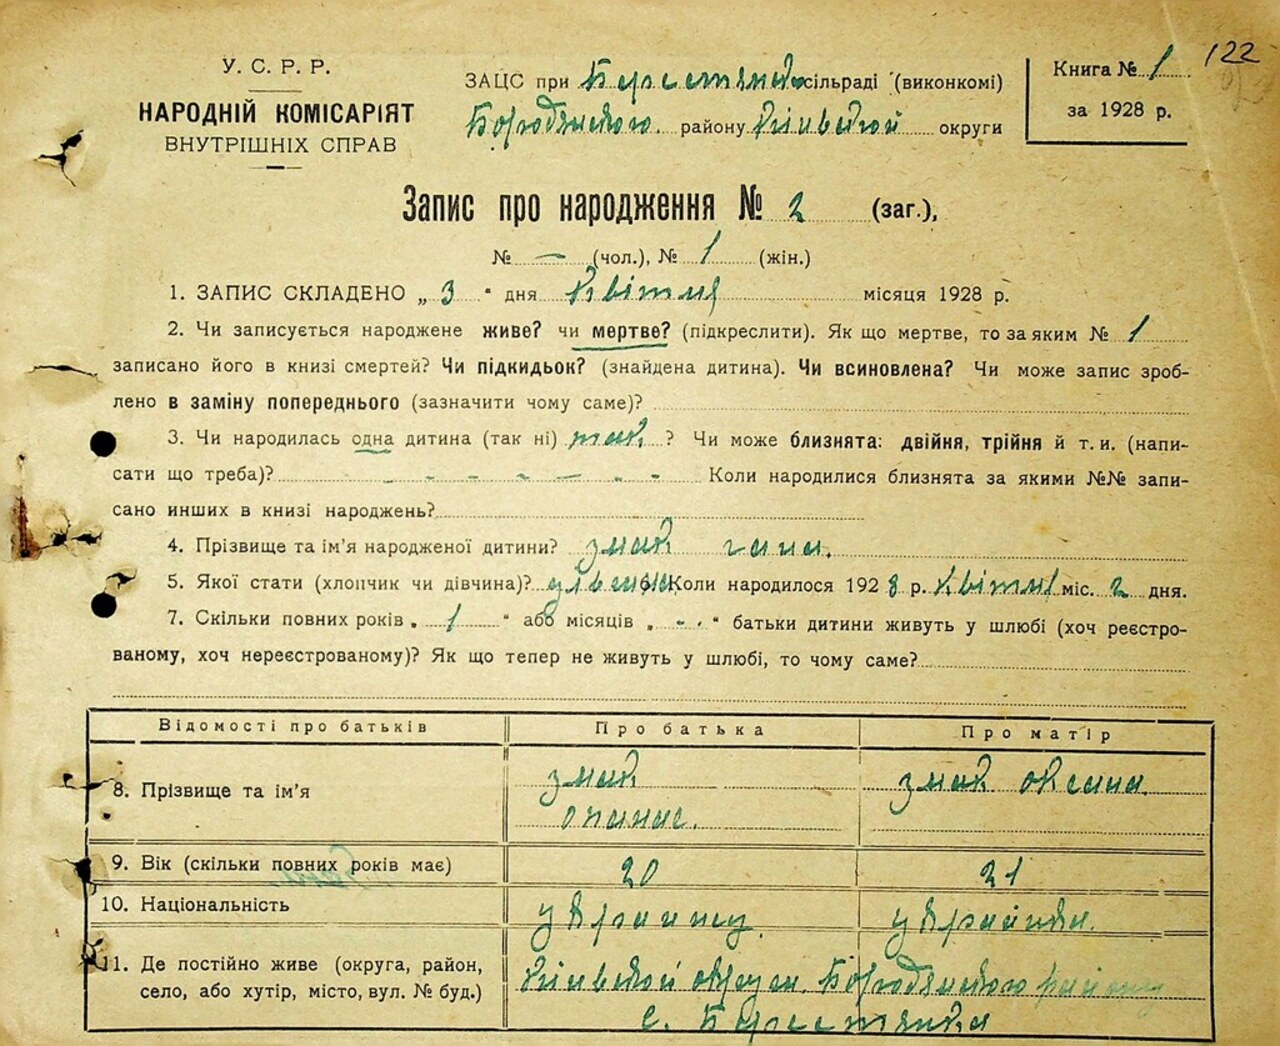 122
У. С. Р. Р.
НАРОДНІЙ КОМІСАРІЯТ
ВНУТРІШНІХ СПРАВ
ЗАЦС при Берестянській сільраді (виконкомі)
Бородянського району Київської округи
Книга № 1
за 1928 р.
Запис про народження № 2 (заг.),
№ — (чол.), № 1 (жін.)
1. ЗАПИС СКЛАДЕНО „ 3 " дня Квітня місяця 1928 р.
2. Чи записується народжене живе? чи мертве? (підкреслити). Як що мертве, то за яким № 1
записано його в книзі смертей? Чи підкидьок? (знайдена дитина). Чи всиновлена? Чи може запис зроб-
лено в заміну попереднього (зазначити чому саме)?
3. Чи народилась одна дитина (так ні) так ? Чи може близнята: двійня, трійня й т. и. (напи-
сати що треба)? - - - - — - - Коли народилися близнята за якими №№ запи-
сано инших в книзі народжень?
4. Прізвище та ім'я народженої дитини? змак гана.
5. Якої стати (хлопчик чи дівчина)? дівчина 6. Коли народилося 1928 р. Квітня міс. 2 дня.
7. Скільки повних років „ 1 " або місяців „ - - " батьки дитини живуть у шлюбі (хоч реєстро-
ваному, хоч нереєстрованому)? Як що тепер не живуть у шлюбі, то чому саме?
Відомості про батьків Про батька Про матір
8. Прізвище та ім'я змак опанас. змак оксана.
9. Вік (скільки повних років має) 20 21
10. Національність українец. українка.
11. Де постійно живе (округа, район,
село, або хутір, місто, вул. № буд.)
Київської округи. Бородянського району
с. Берестянка